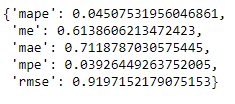 {'mape': 0.04507531956046861,
'me': 0.6138606213472423,
'mae': 0.7118787030575445,
'mpe': 0.03926449263752005,
'rmse': 0.9197152179075153}